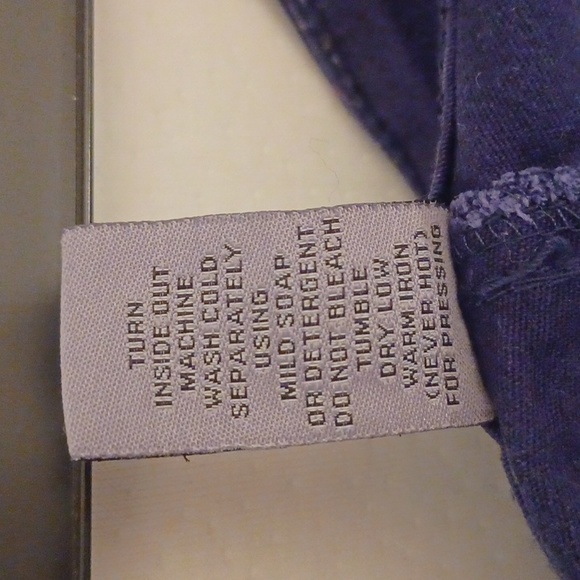 TURN
INSIDE OUT
MACHINE
WASH COLD
SEPARATELY
USING
MILD SOAP
OR DETERGENT
DO NOT BLEACH
TUMBLE
DRY LOW
WARM IRON
(NEVER HOT)
FOR PRESSING